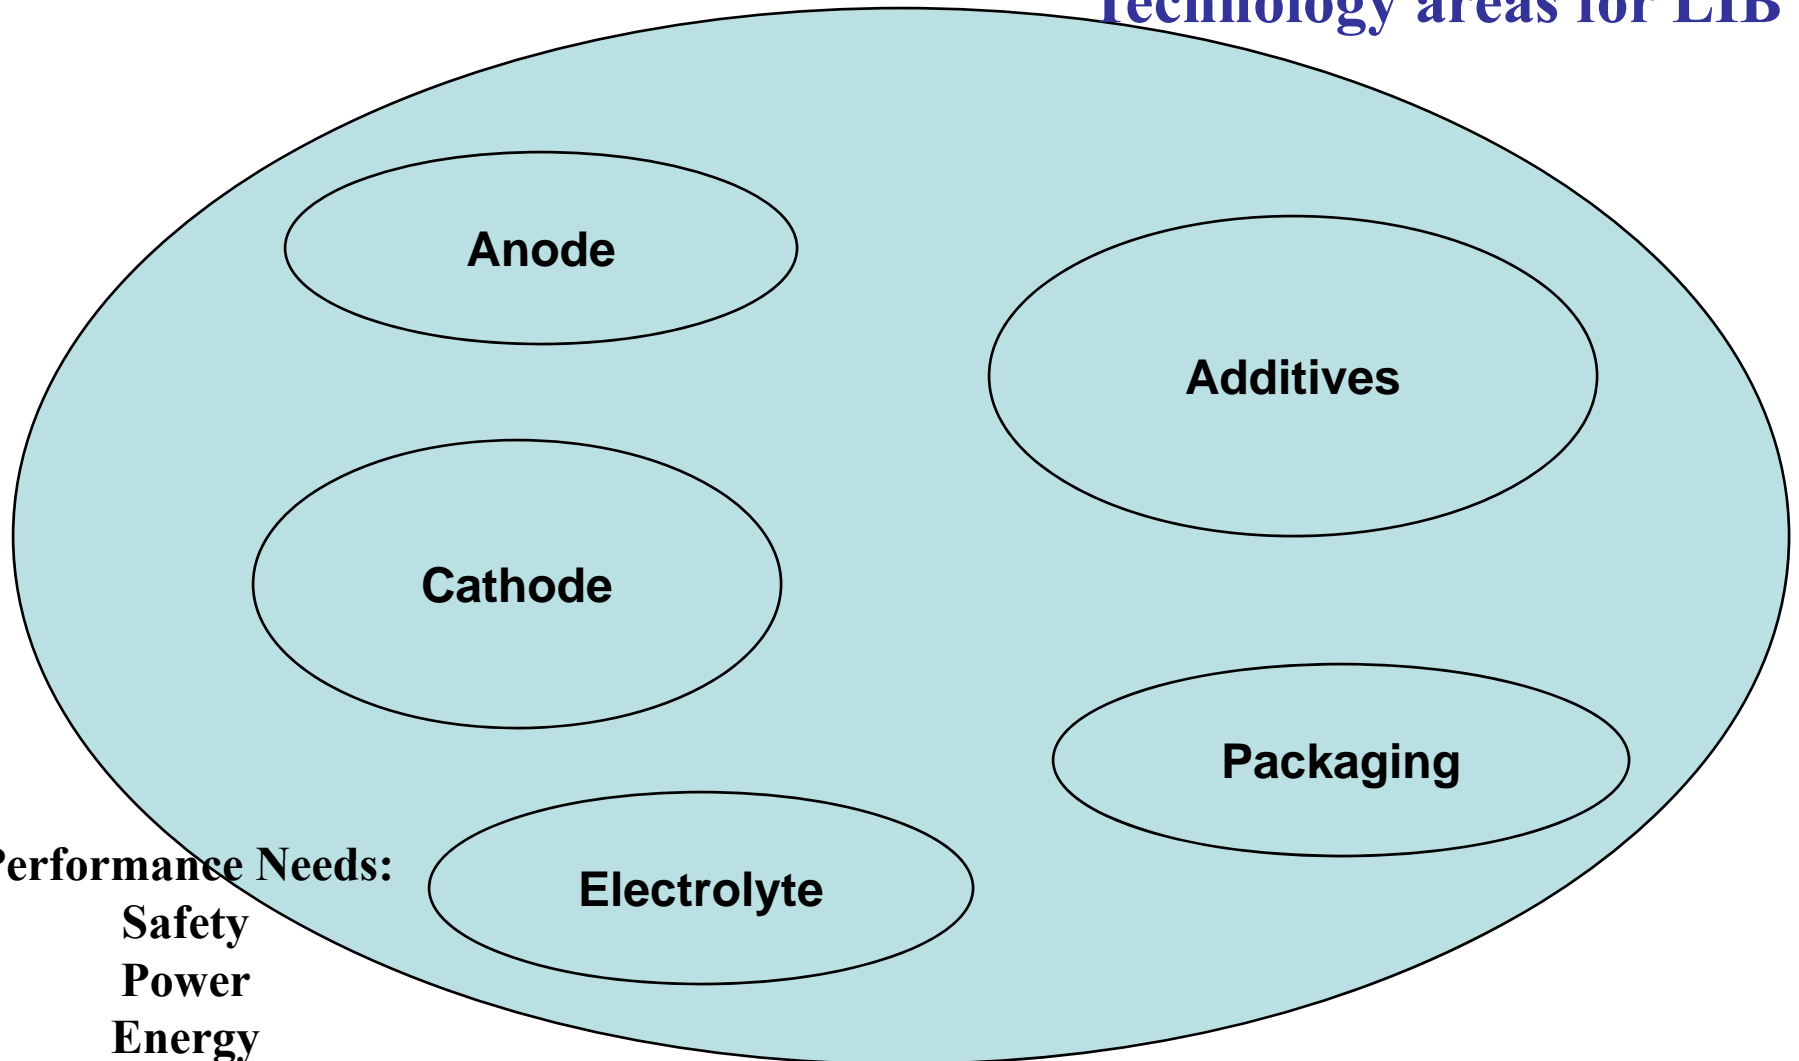 Technology areas for LIB
Anode
Additives
Cathode
Packaging
Performance Needs:
Electrolyte
Safety
Power
Energy